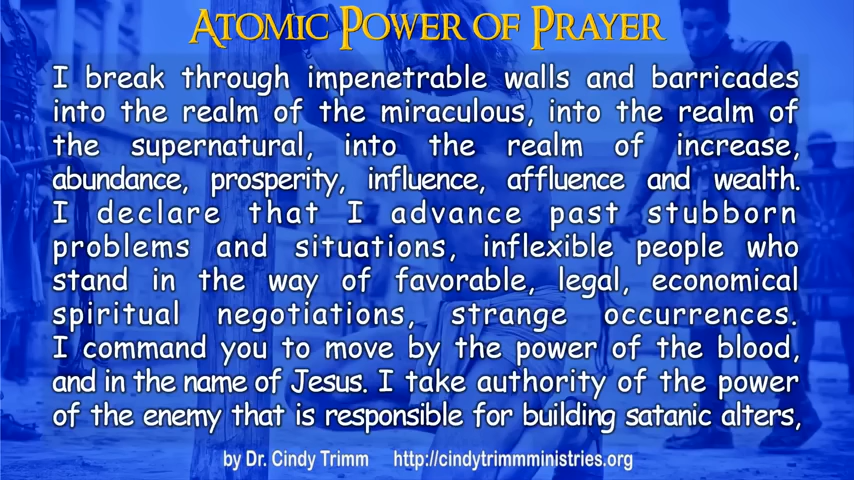 Atomic Power of Prayer
I break through impenetrable walls and barricades
into the realm of the miraculous, into the realm of
the supernatural, into the realm of increase,
abundance, prosperity, influence, affluence and wealth.
I declare that I advance past stubborn
problems and situations, inflexible people who
stand in the way of favorable, legal, economical
spiritual negotiations, strange occurrences.
I command you to move by the power of the blood,
and in the name of Jesus. I take authority of the power
of the enemy that is responsible for building satanic alters,
by Dr. Cindy Trimm http://cindytrimmministries.org